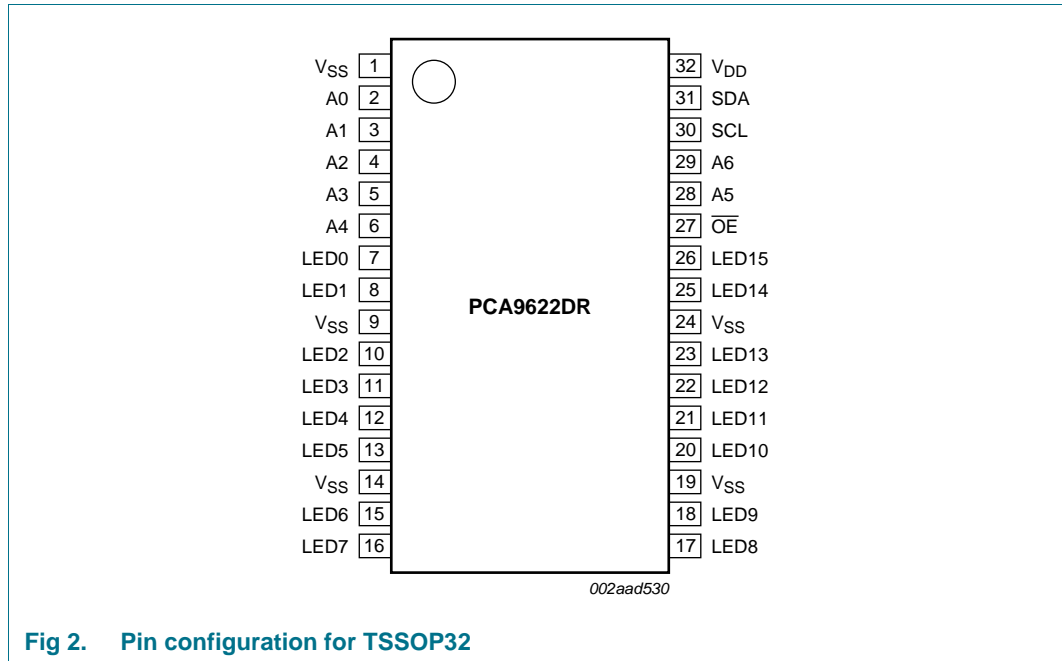 VSS 1
A0 2
A1 3
A2 4
A3 5
A4 6
LED0 7
LED1 8
VSS 9
LED2 10
LED3 11
LED4 12
LED5 13
VSS 14
LED6 15
LED7 16
PCA9622DR
32 VDD
31 SDA
30 SCL
29 A6
28 A5
27 O̅E̅
26 LED15
25 LED14
24 VSS
23 LED13
22 LED12
21 LED11
20 LED10
19 VSS
18 LED9
17 LED8
002aad530
Fig 2. Pin configuration for TSSOP32